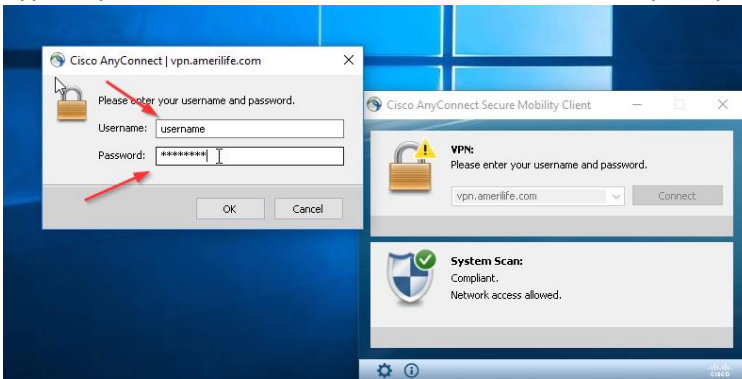 Cisco AnyConnect | vpn.amerilife.com
Please enter your username and password.
Username: username
Password: ********
OK Cancel
Cisco AnyConnect Secure Mobility Client
VPN:
Please enter your username and password.
vpn.amerilife.com Connect
System Scan:
Compliant.
Network access allowed.
CISCO